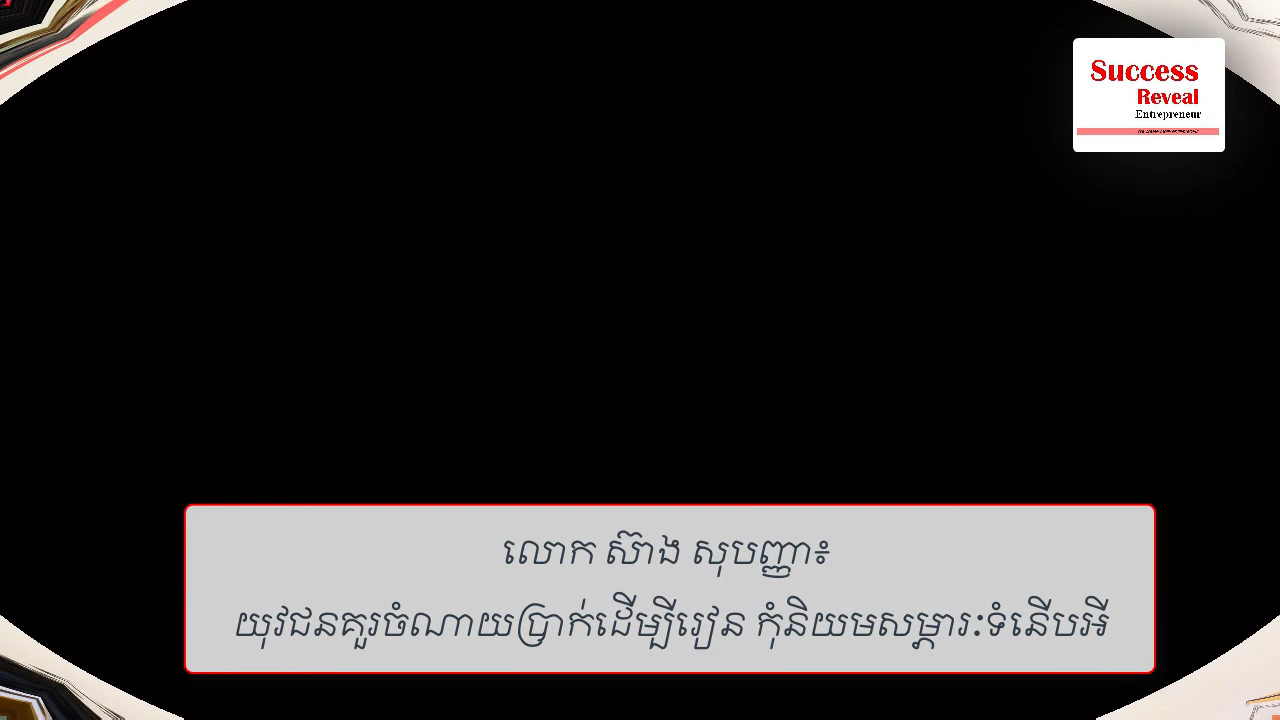 Success
Reveal
Entrepreneur
លោក ស៊ាង សុបញ្ញា៖
យុវជនគួរចំណាយប្រាក់ដើម្បីរៀន កុំនិយមសម្ភារៈទំនើបអី